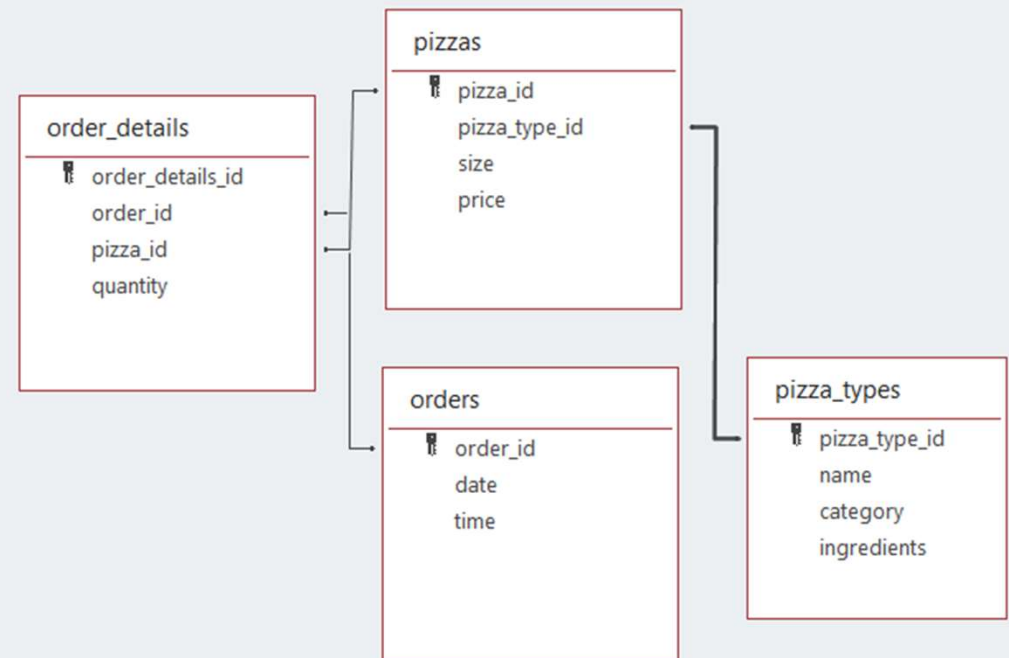 order_details
order_details_id
order_id
pizza_id
quantity
pizzas
pizza_id
pizza_type_id
size
price
orders
order_id
date
time
pizza_types
pizza_type_id
name
category
ingredients